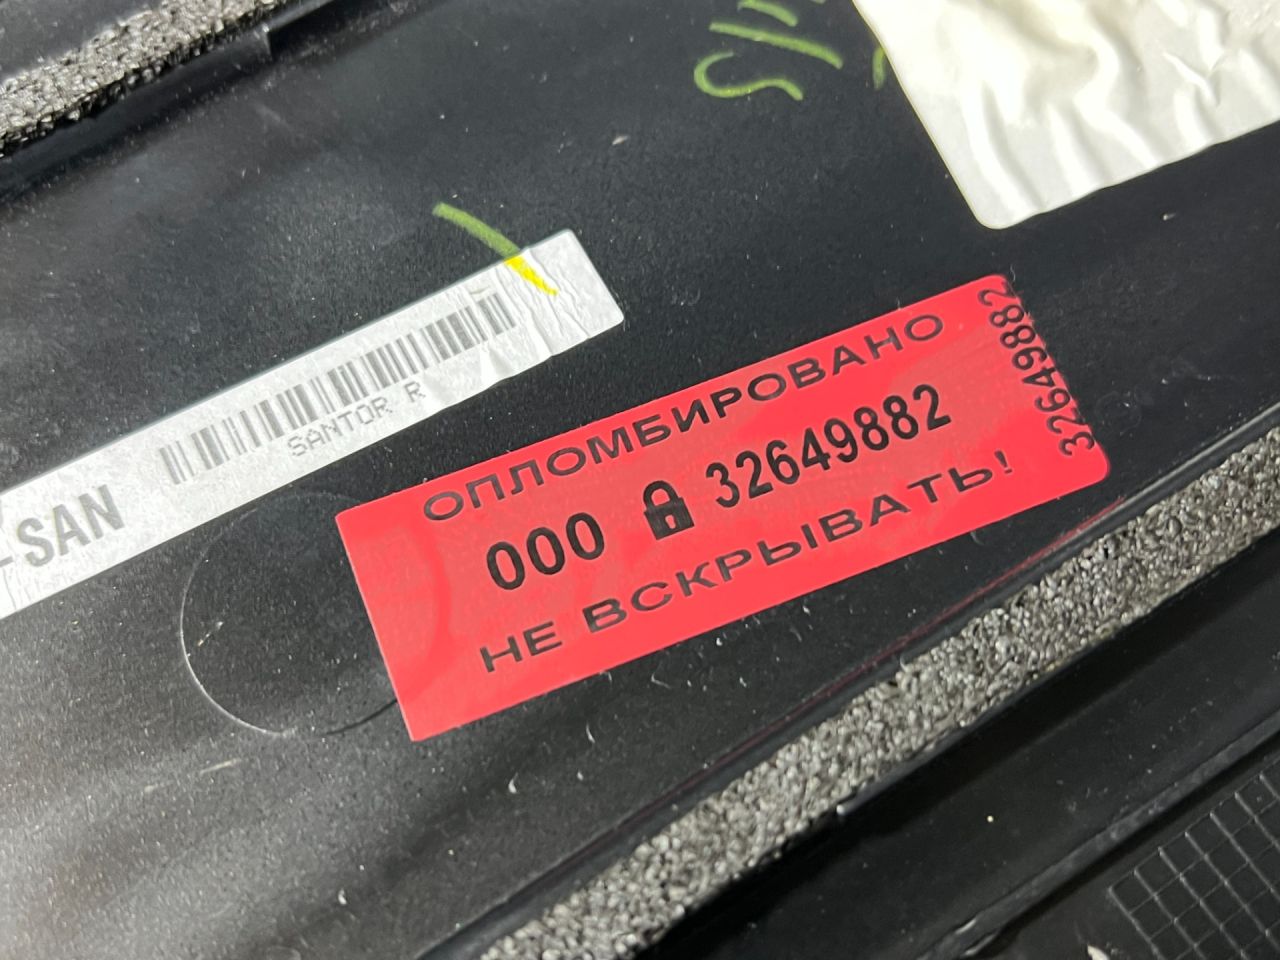 -SAN
SANTOR R
ОПЛОМБИРОВАНО
000 32649882
НЕ ВСКРЫВАТЬ!
32649882